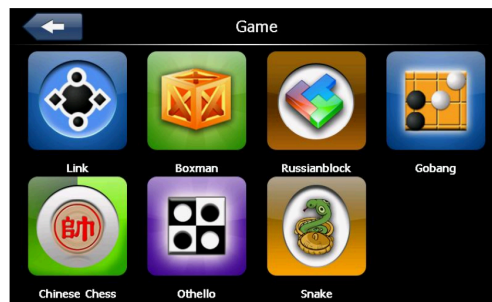 Game
Link
Boxman
Russianblock
Gobang
帥
Chinese Chess
Othello
Snake